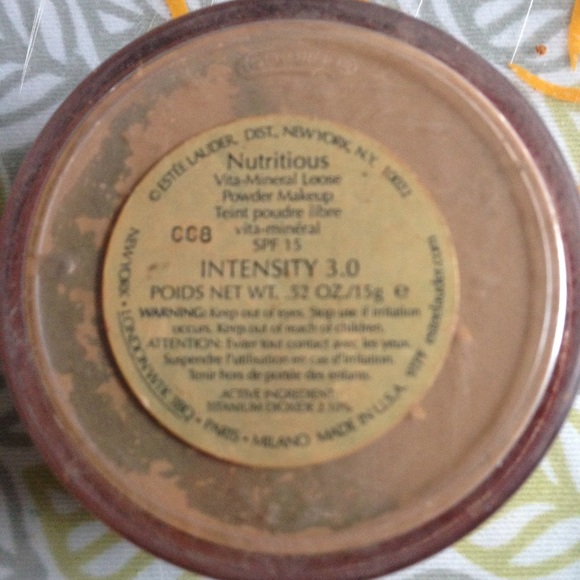 © ESTĒE LAUDER, DIST., NEW YORK, N.Y. 10022
Nutritious
Vita-Mineral Loose
Powder Makeup
Teint poudre libre
vita-minéral
CC8
SPF 15
INTENSITY 3.0
POIDS NET WT. .52 OZ./15g ℮
WARNING: Keep out of eyes. Stop use if irritation
occurs. Keep out of reach of children.
ATTENTION: Éviter tout contact avec les yeux.
Suspendre l'utilisation en cas d'irritation.
Tenir hors de portée des enfants.
ACTIVE INGREDIENT:
TITANIUM DIOXIDE
NEW YORK • LONDON W1K 3BQ • PARIS • MILANO
MADE IN U.S.A.
esteelauder.com